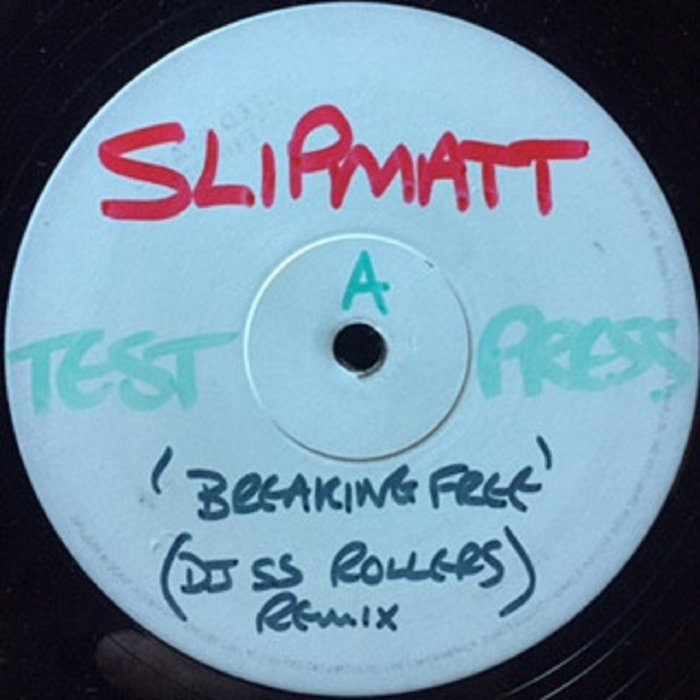 SLIPMATT
A
TEST PRESS
'BREAKING FREE'
(DJ SS ROLLERS)
REMIX